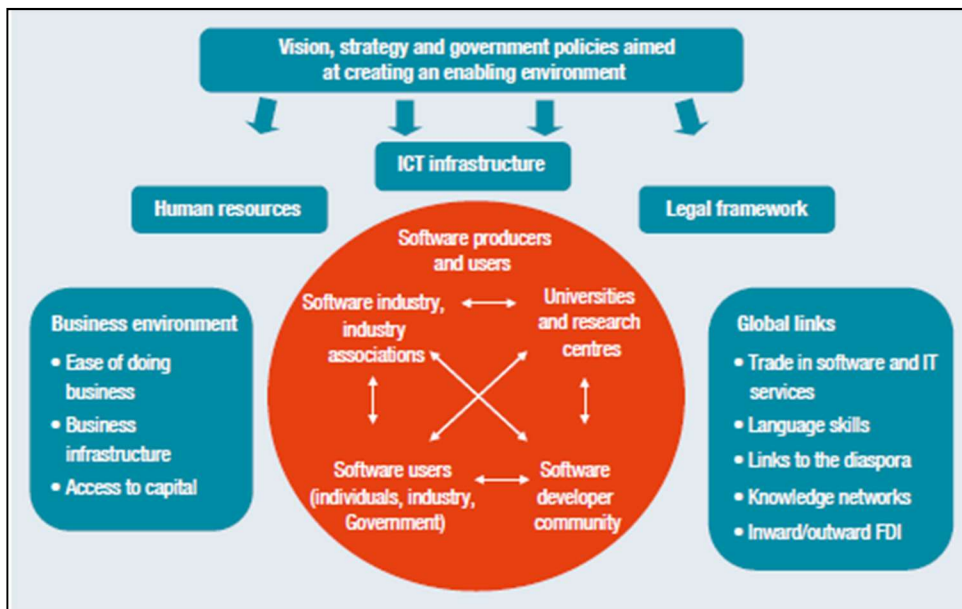 Vision, strategy and government policies aimed
at creating an enabling environment
ICT infrastructure
Human resources
Legal framework
Software producers
and users
Software industry,
industry
associations
Universities
and research
centres
Software users
(individuals, industry,
Government)
Software
developer
community
Business environment
• Ease of doing
business
• Business
infrastructure
• Access to capital
Global links
• Trade in software and IT
services
• Language skills
• Links to the diaspora
• Knowledge networks
• Inward/outward FDI